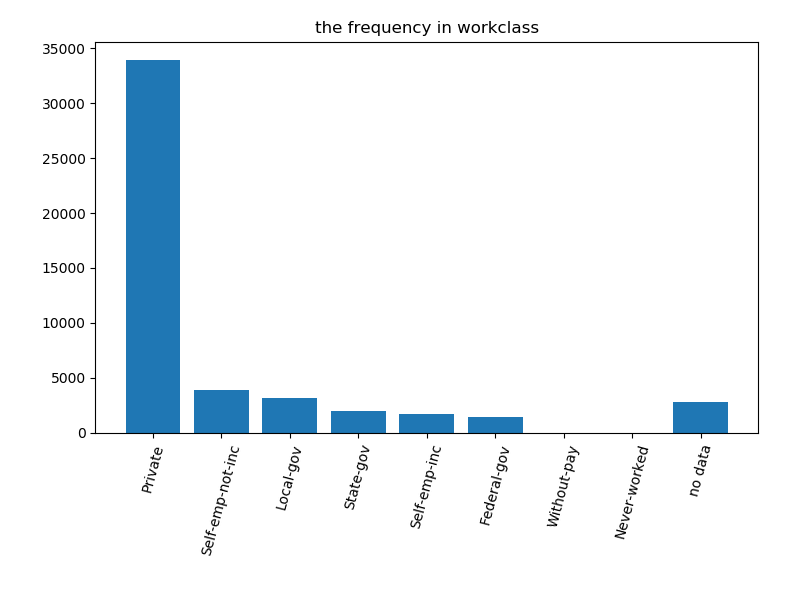 the frequency in workclass
35000
30000
25000
20000
15000
10000
5000
0
Private
Self-emp-not-inc
Local-gov
State-gov
Self-emp-inc
Federal-gov
Without-pay
Never-worked
no data